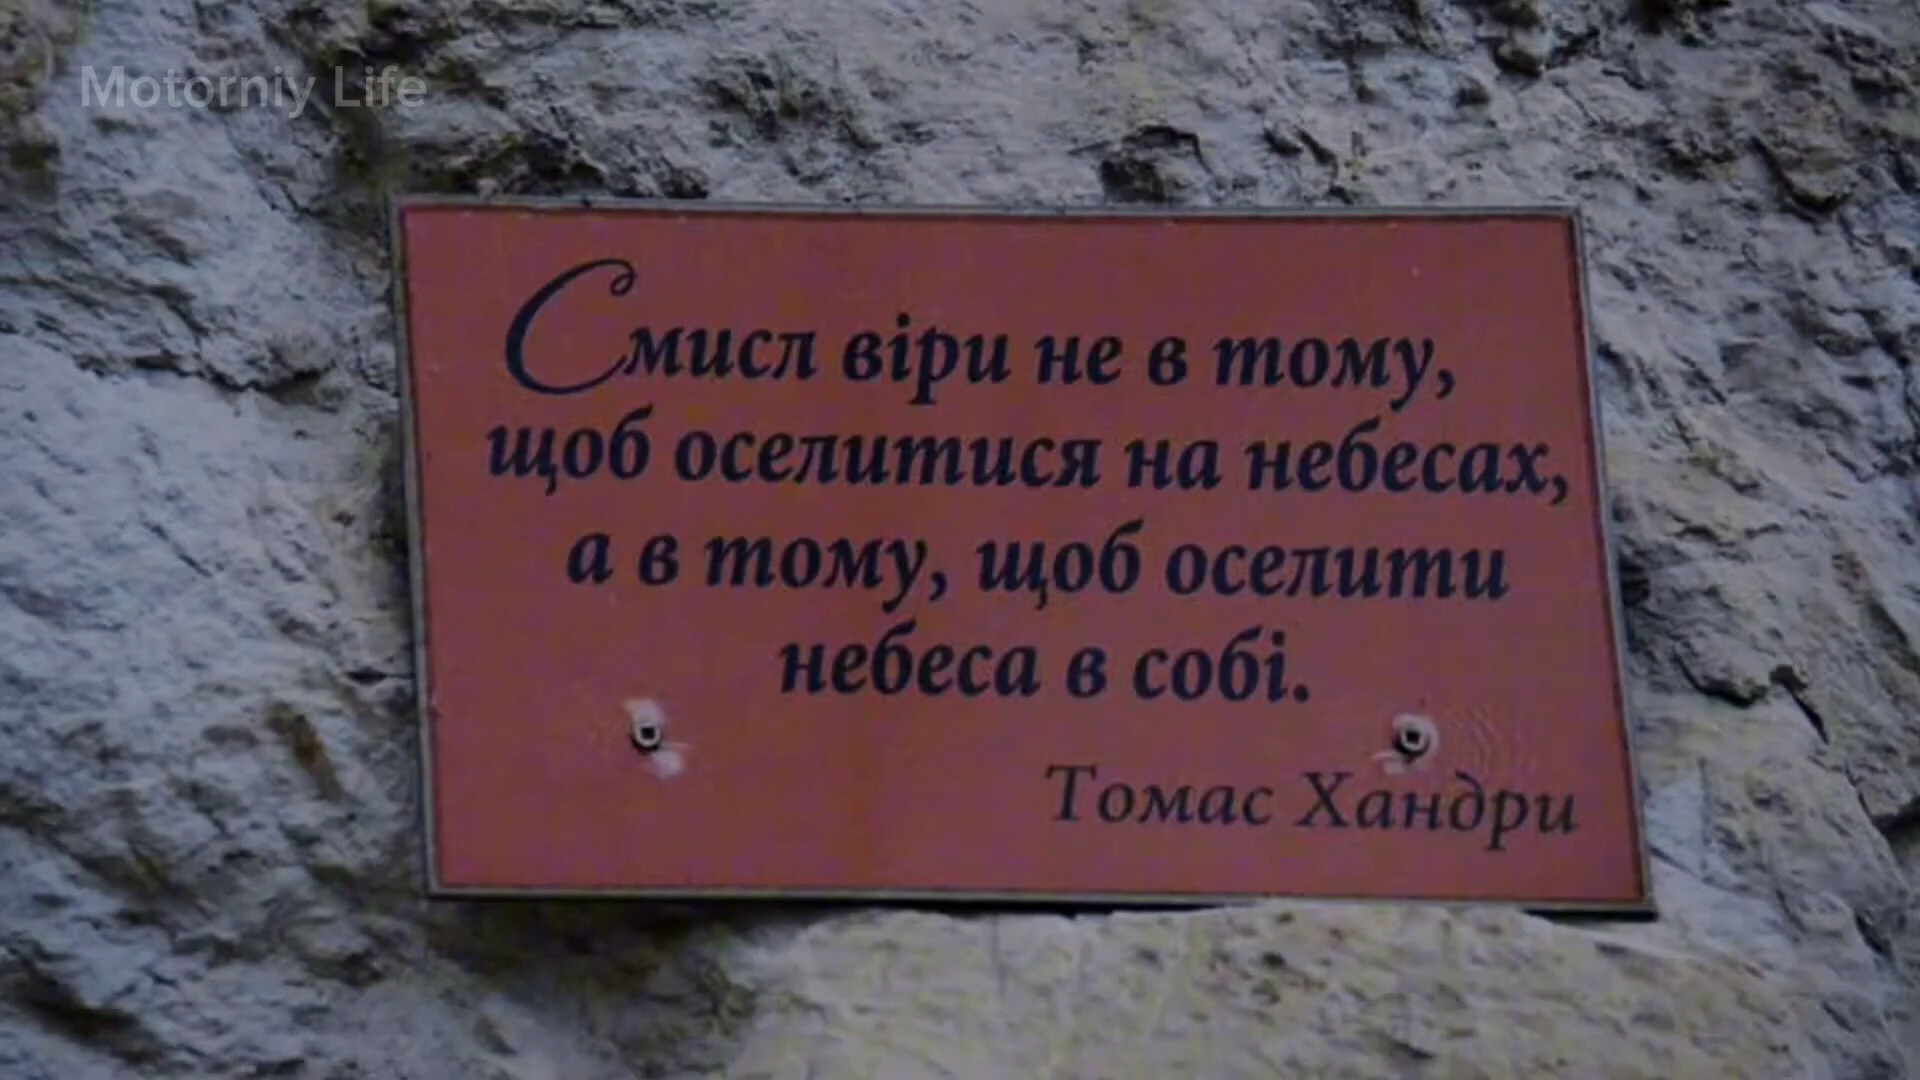 Motorniy Life
Смисл віри не в тому,
щоб оселитися на небесах,
а в тому, щоб оселити
небеса в собі.
Томас Хандри